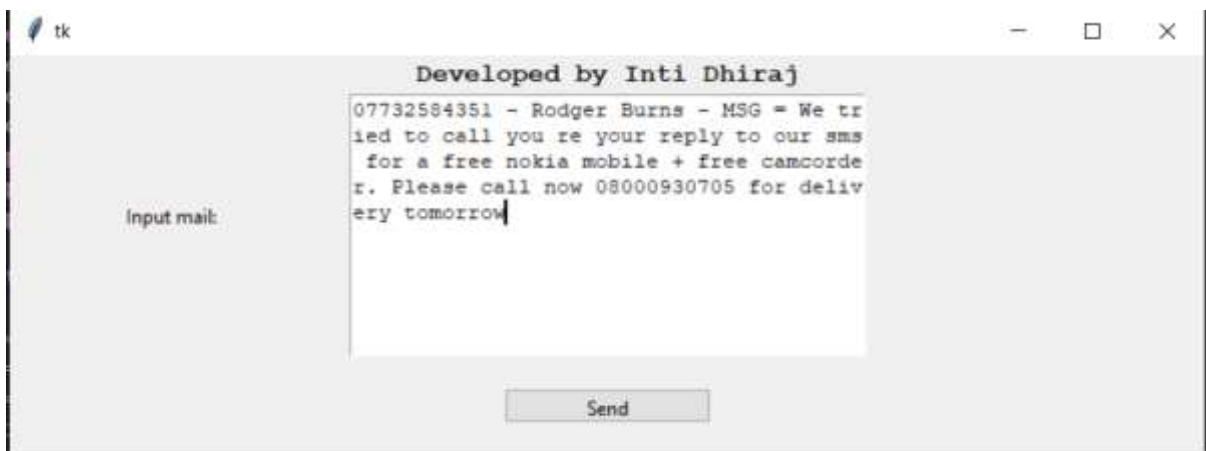 tk
Developed by Inti Dhiraj
07732584351 - Rodger Burns - MSG = We tr
ied to call you re your reply to our sms
for a free nokia mobile + free camcorde
r. Please call now 08000930705 for deliv
ery tomorrow
Input mail:
Send